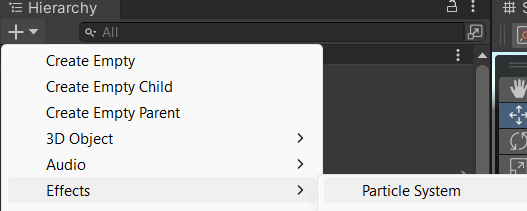 Hierarchy
All
Create Empty
Create Empty Child
Create Empty Parent
3D Object
Audio
Effects
Particle System